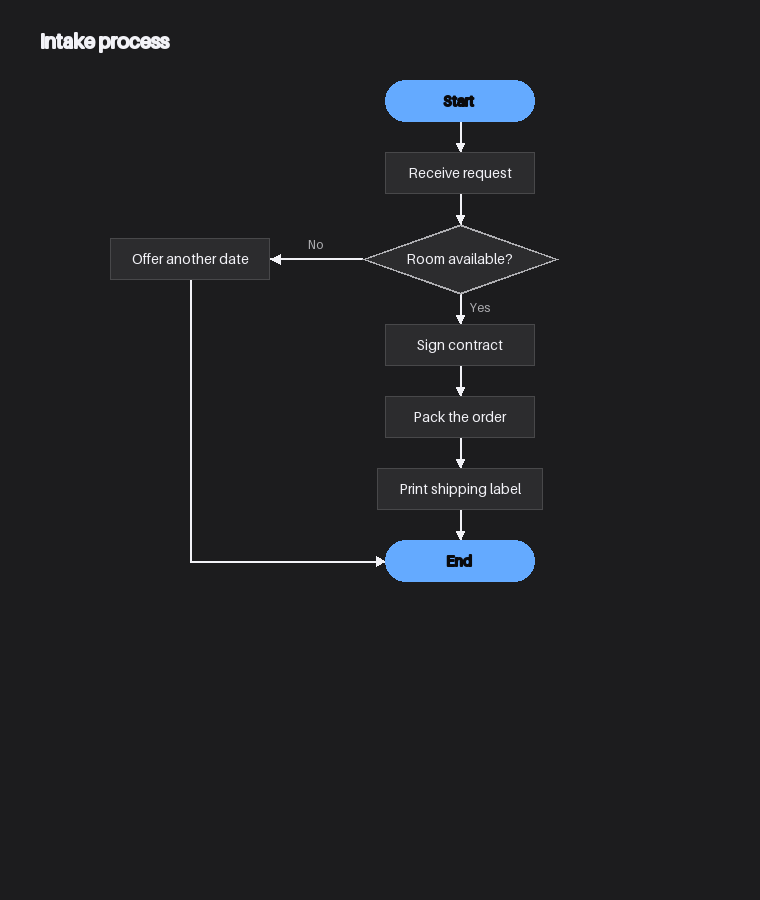 Intake process
Start
Receive request
Room available?
No
Offer another date
Yes
Sign contract
Pack the order
Print shipping label
End